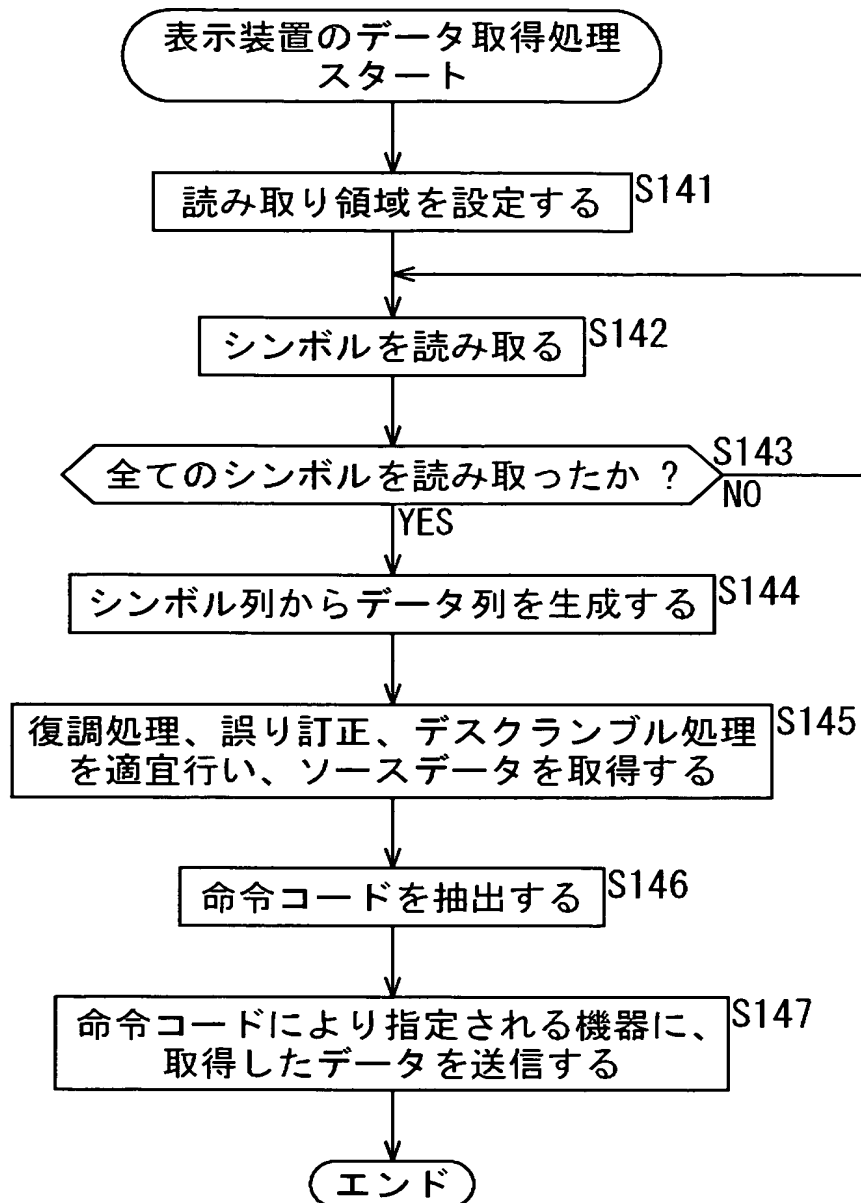 表示装置のデータ取得処理
スタート
読み取り領域を設定する
S141
シンボルを読み取る
S142
全てのシンボルを読み取ったか ?
S143
NO
YES
シンボル列からデータ列を生成する
S144
復調処理、誤り訂正、デスクランブル処理
を適宜行い、ソースデータを取得する
S145
命令コードを抽出する
S146
命令コードにより指定される機器に、
取得したデータを送信する
S147
エンド